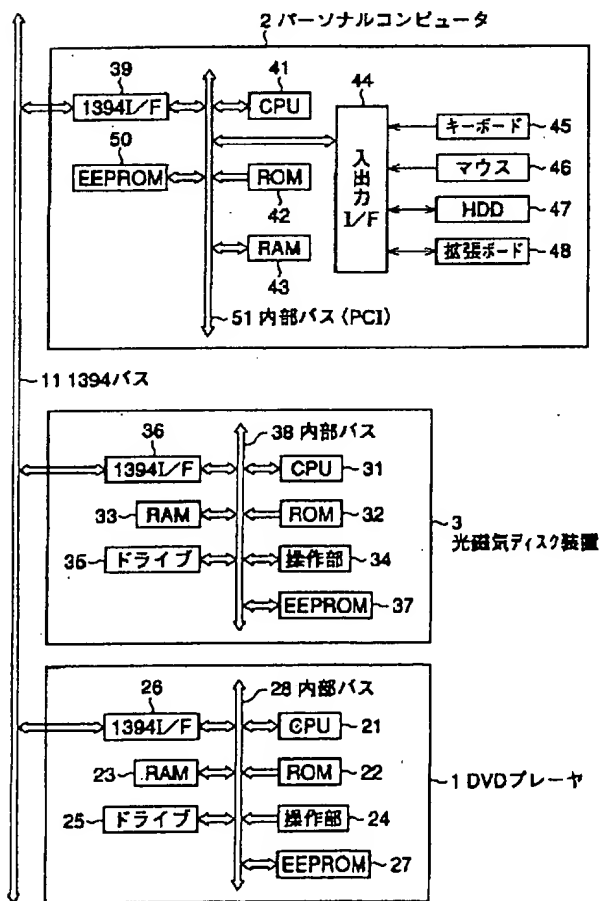 2 パーソナルコンピュータ
39
41
44
1394I/F
CPU
キーボード
45
50
入出力I/F
マウス
46
EEPROM
ROM
42
HDD
47
RAM
43
拡張ボード
48
51 内部バス (PCI)
11 1394バス
36
38 内部バス
1394I/F
CPU
31
33
RAM
ROM
32
3
光磁気ディスク装置
35
ドライブ
操作部
34
EEPROM
37
26
28 内部バス
1394I/F
CPU
21
23
RAM
ROM
22
1 DVDプレーヤ
25
ドライブ
操作部
24
EEPROM
27